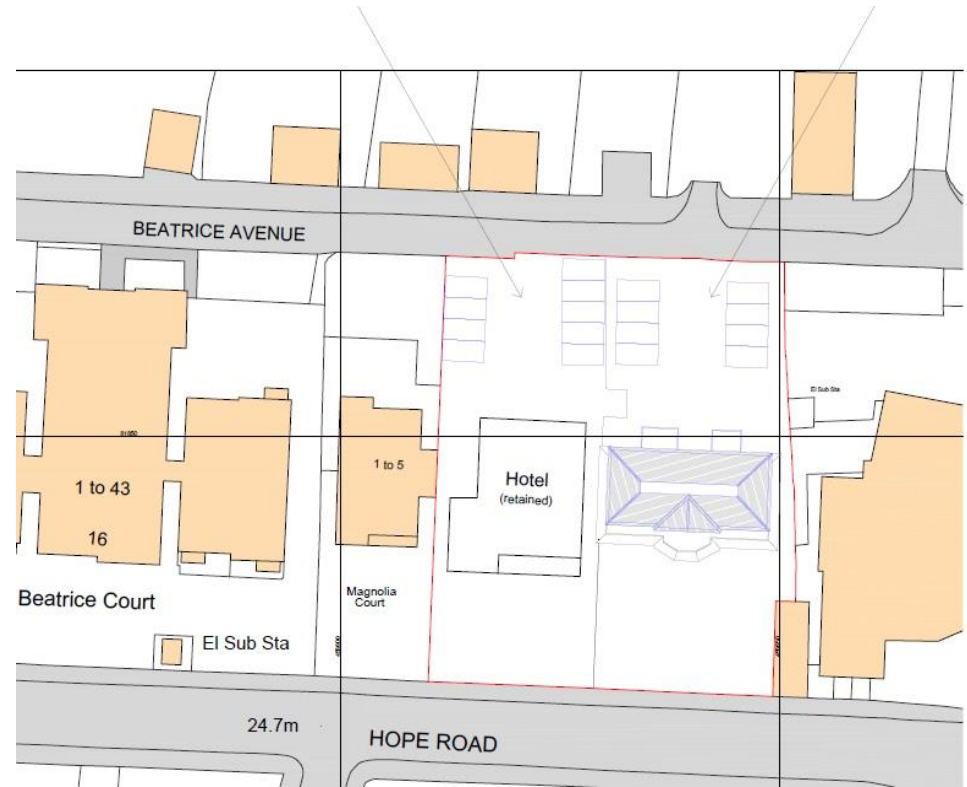 BEATRICE AVENUE
El Sub Sta
1 to 5
1 to 43
Hotel
(retained)
16
Beatrice Court
Magnolia
Court
El Sub Sta
24.7m
HOPE ROAD